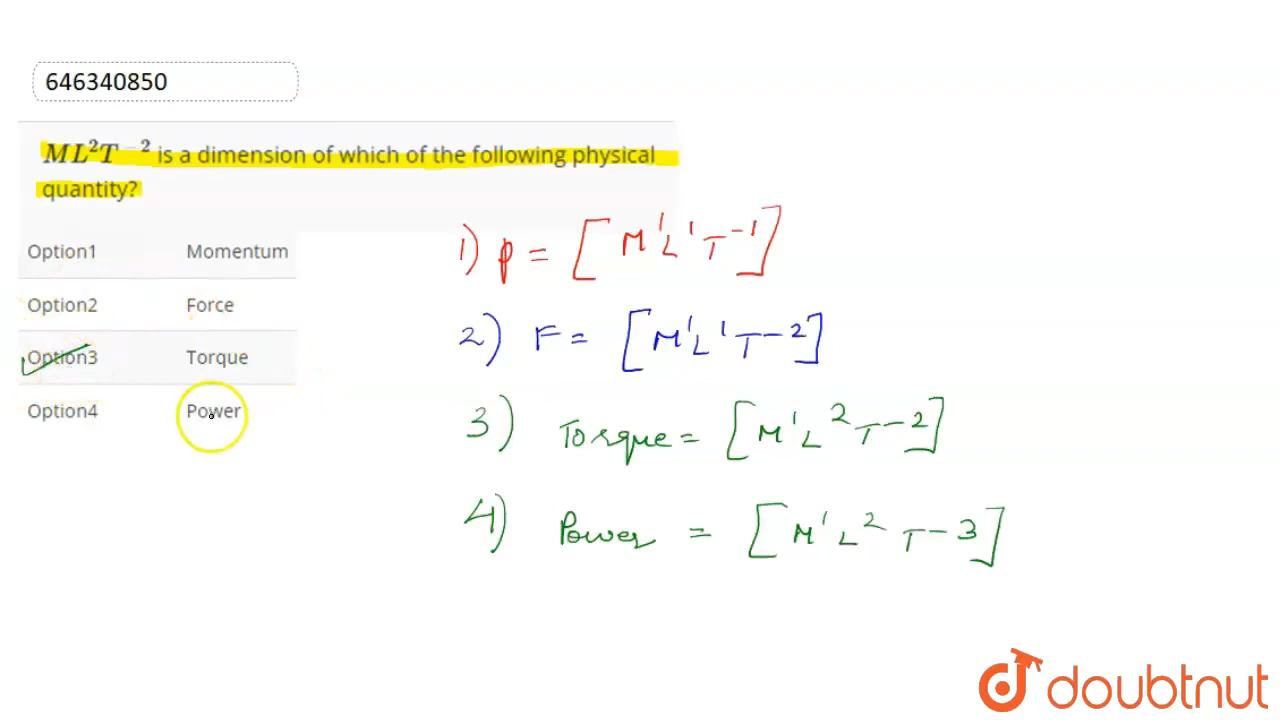 646340850
ML²T⁻² is a dimension of which of the following physical
quantity?
Option1 Momentum
Option2 Force
Option3 Torque
Option4 Power
1) p = [M¹L¹T⁻¹]
2) F = [M¹L¹T⁻²]
3) Torque = [M¹L²T⁻²]
4) Power = [M¹L²T⁻³]
doubtnut